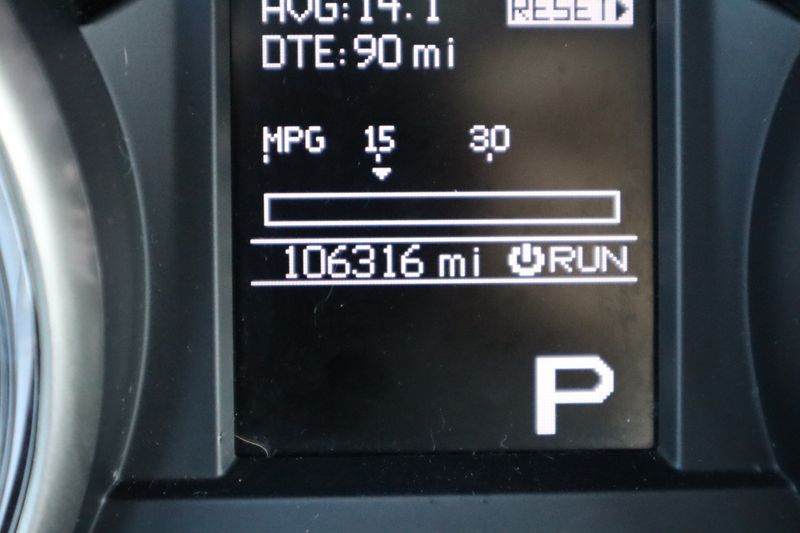 AVG:14.1 RESET
DTE:90 mi
MPG 15 30
106316 mi RUN
P